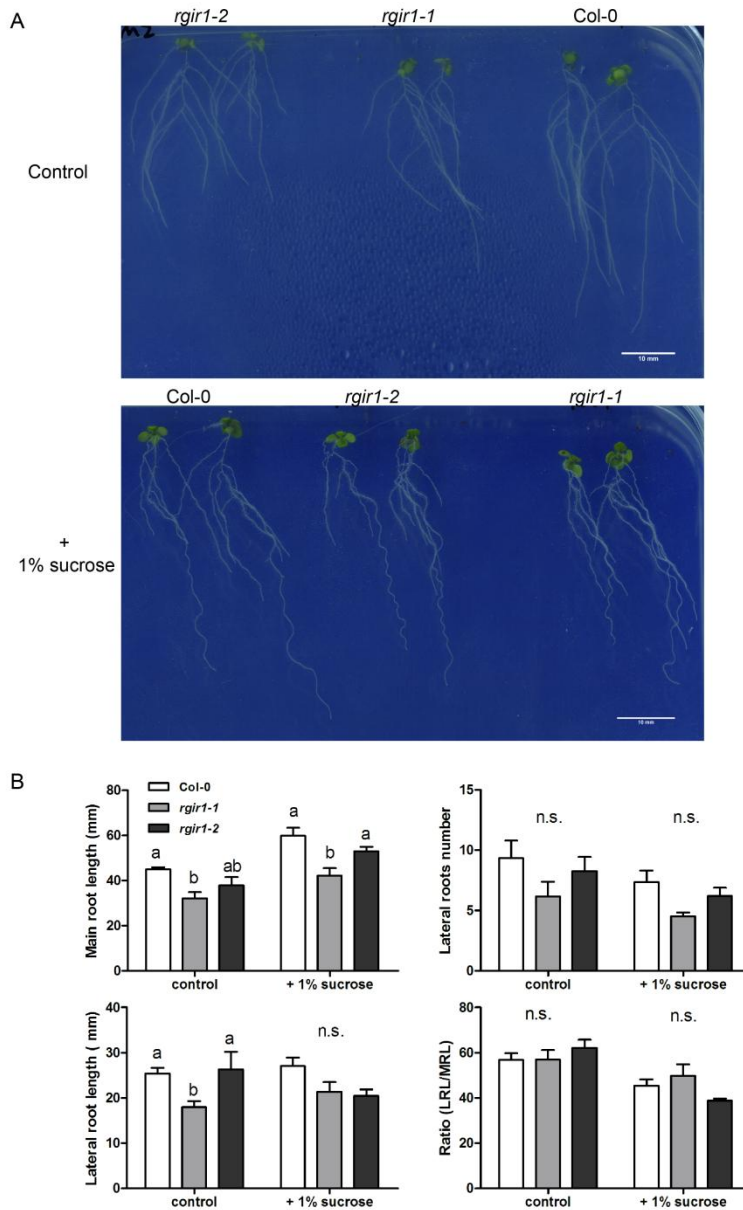 A
rgir1-2 rgir1-1 Col-0
M2
Control
10 mm
Col-0 rgir1-2 rgir1-1
+
1% sucrose
10 mm
B
Main root length (mm)
60
40
20
0
80
Col-0
rgir1-1
rgir1-2
a b ab
a b a
control + 1% sucrose
Lateral roots number
15
10
5
0
n.s. n.s.
control + 1% sucrose
Lateral root length ( mm)
40
30
20
10
0
a b a
n.s.
control + 1% sucrose
Ratio (LRL/MRL)
80
60
40
20
0
n.s. n.s.
control + 1% sucrose